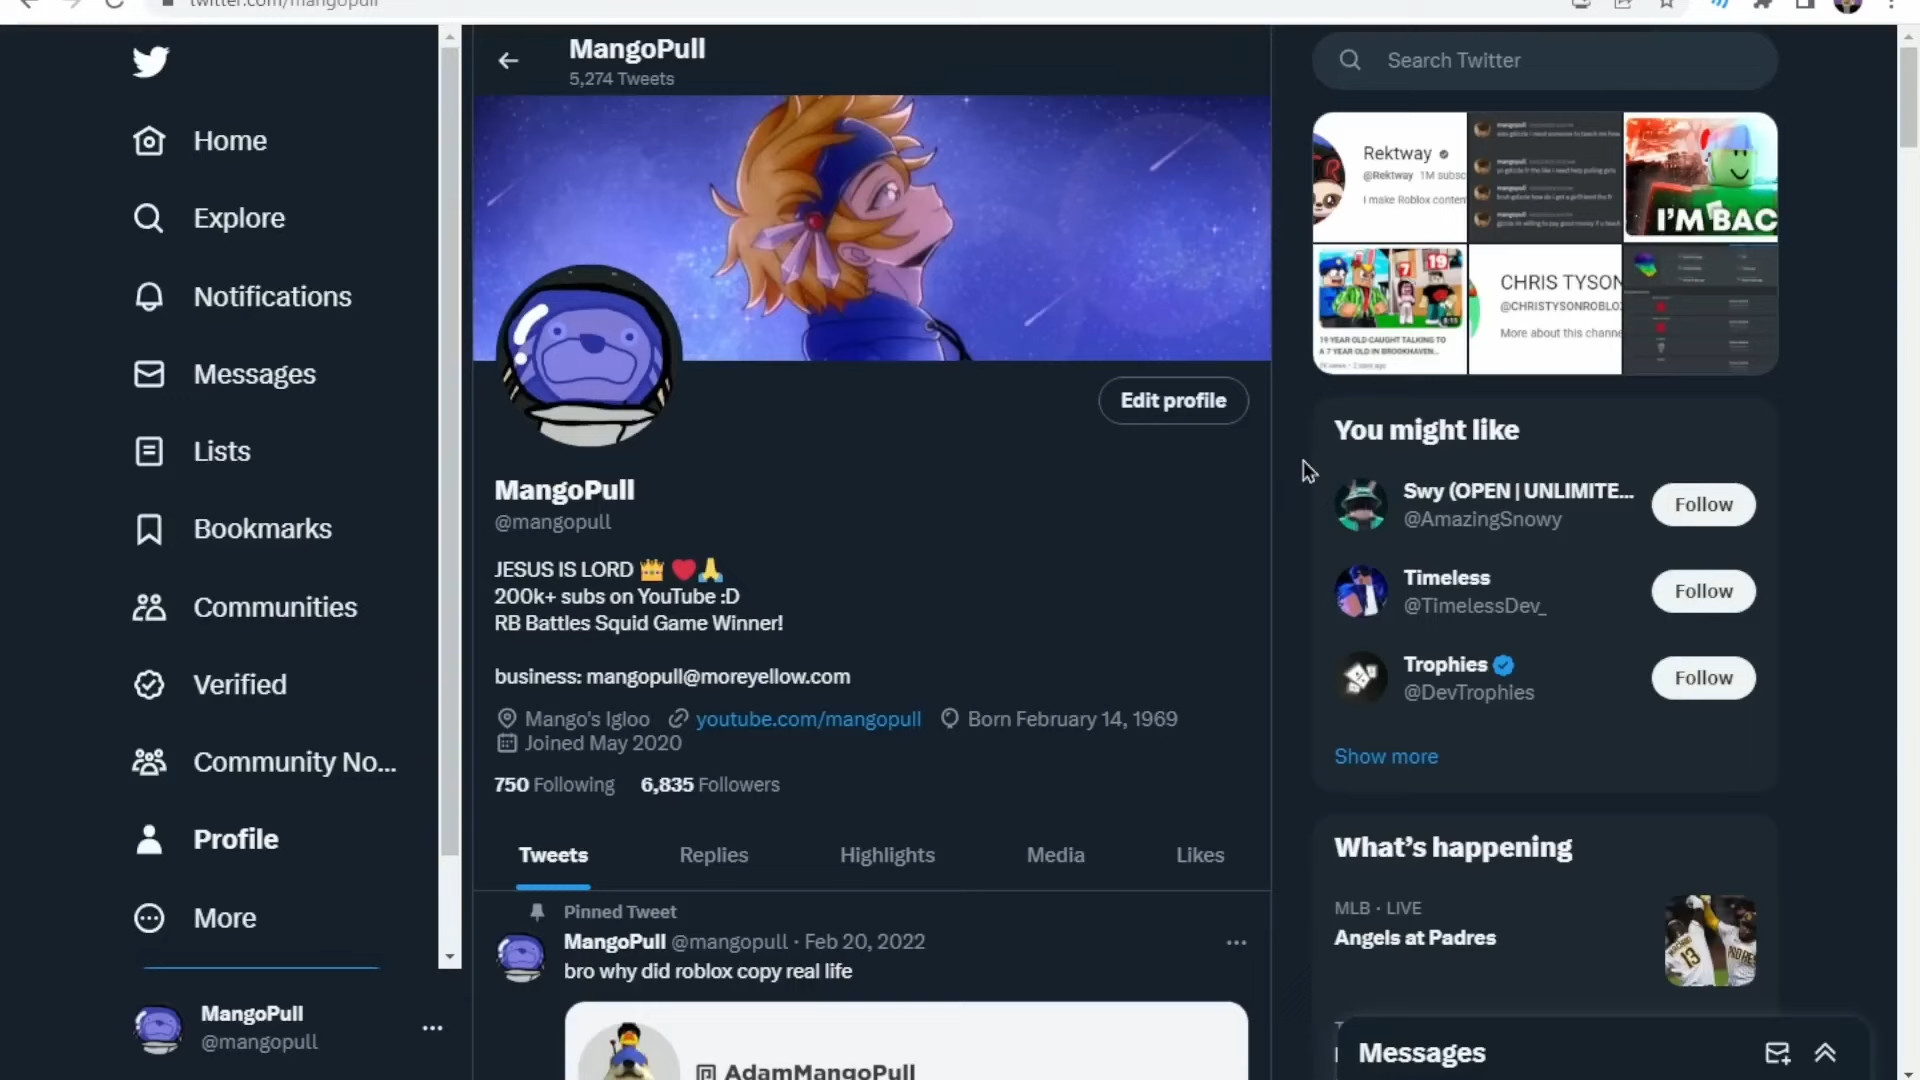 twitter.com/mangopull
MangoPull
5,274 Tweets
Search Twitter
Home
Explore
Notifications
Messages
Lists
Bookmarks
Communities
Verified
Community No...
Profile
More
MangoPull
@mangopull
Edit profile
MangoPull
@mangopull
JESUS IS LORD 👑 ❤️🙏
200k+ subs on YouTube :D
RB Battles Squid Game Winner!
business: mangopull@moreyellow.com
Mango's Igloo youtube.com/mangopull Born February 14, 1969
Joined May 2020
750 Following 6,835 Followers
Tweets Replies Highlights Media Likes
Pinned Tweet
MangoPull @mangopull · Feb 20, 2022
bro why did roblox copy real life
AdamMangoPull
Rektway
@Rektway 1M subsc
I make Roblox conten
I'M BAC
7 19
19 YEAR OLD CAUGHT TALKING TO
A 7 YEAR OLD IN BROOKHAVEN...
CHRIS TYSON
@CHRISTYSONROBLO
More about this channe
You might like
Swy (OPEN | UNLIMITE...
@AmazingSnowy
Follow
Timeless
@TimelessDev_
Follow
Trophies
@DevTrophies
Follow
Show more
What's happening
MLB · LIVE
Angels at Padres
13
Messages